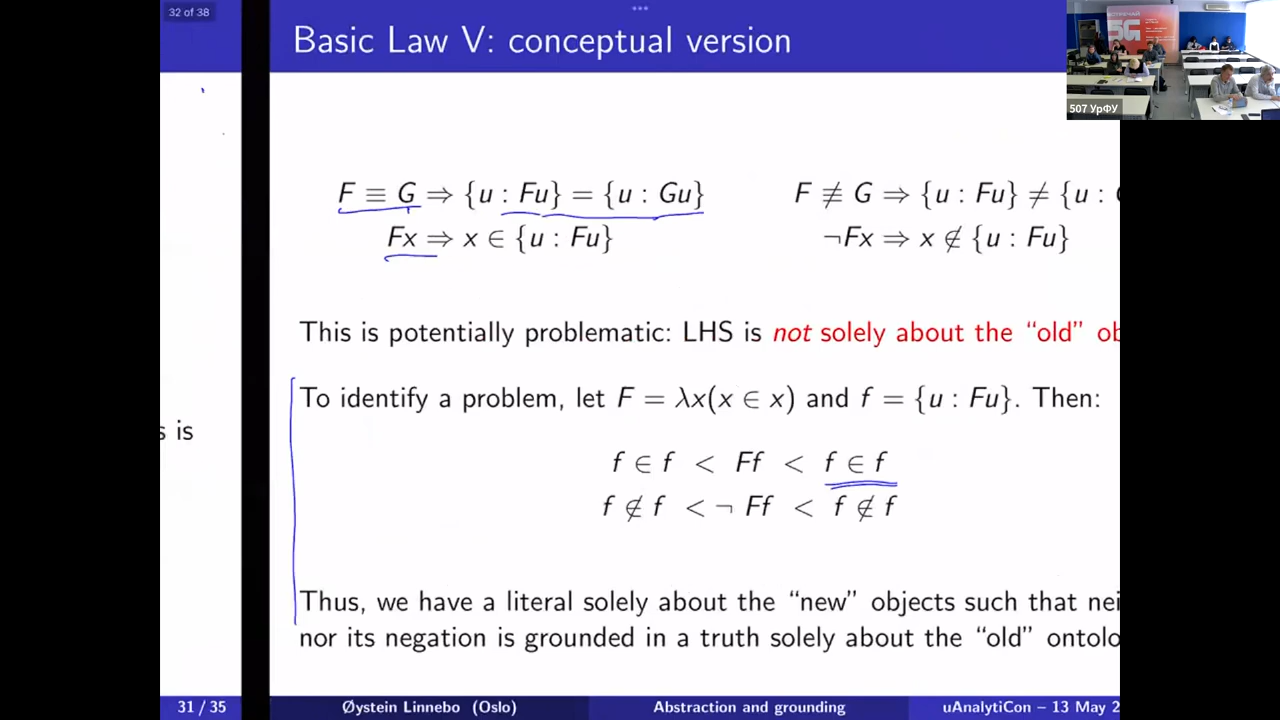 32 of 38
Basic Law V: conceptual version
ВСТРЕЧАЙ
5G
507 УрФУ
F ≡ G ⇒ {u : Fu} = {u : Gu}
F ≢ G ⇒ {u : Fu} ≠ {u :
Fx ⇒ x ∈ {u : Fu}
¬Fx ⇒ x ∉ {u : Fu}
This is potentially problematic: LHS is not solely about the “old” ob
To identify a problem, let F = λx(x ∈ x) and f = {u : Fu}. Then:
s is
f ∈ f < Ff < f ∈ f
f ∉ f < ¬ Ff < f ∉ f
Thus, we have a literal solely about the “new” objects such that nei
nor its negation is grounded in a truth solely about the “old” ontolo
31 / 35
Øystein Linnebo (Oslo)
Abstraction and grounding
uAnalytiCon – 13 May 2